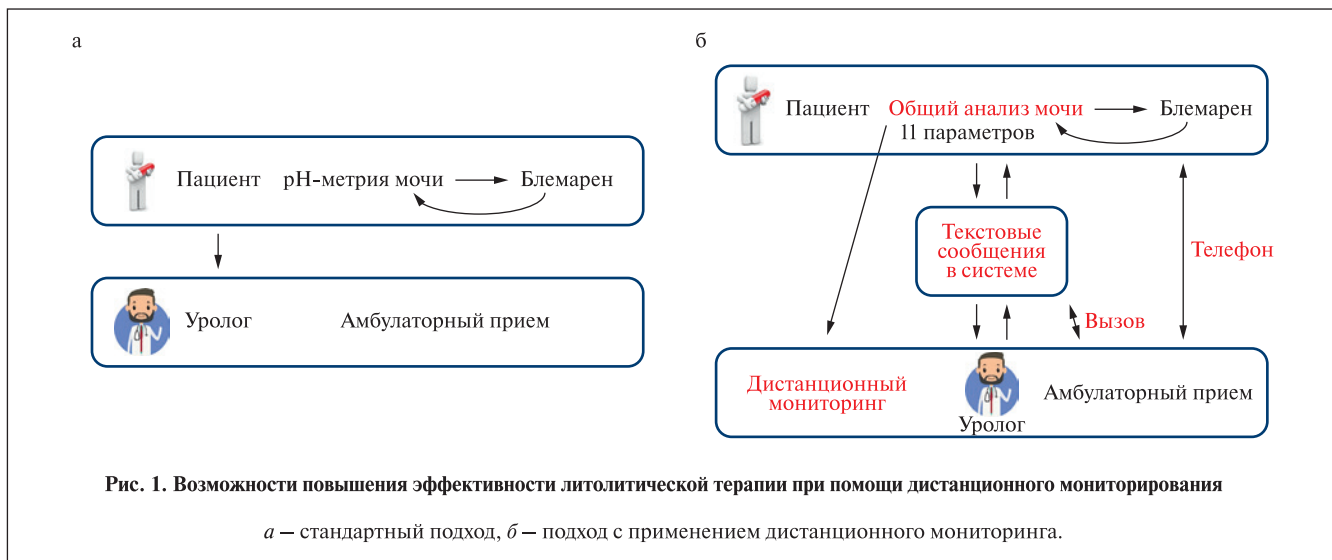 а
Пациент рН-метрия мочи Блемарен
Уролог Амбулаторный прием
б
Пациент Общий анализ мочи Блемарен
11 параметров
Текстовые
сообщения
в системе
Телефон
Вызов
Дистанционный
мониторинг
Амбулаторный прием
Уролог
Рис. 1. Возможности повышения эффективности литолитической терапии при помощи дистанционного мониторирования
а – стандартный подход, б – подход с применением дистанционного мониторинга.